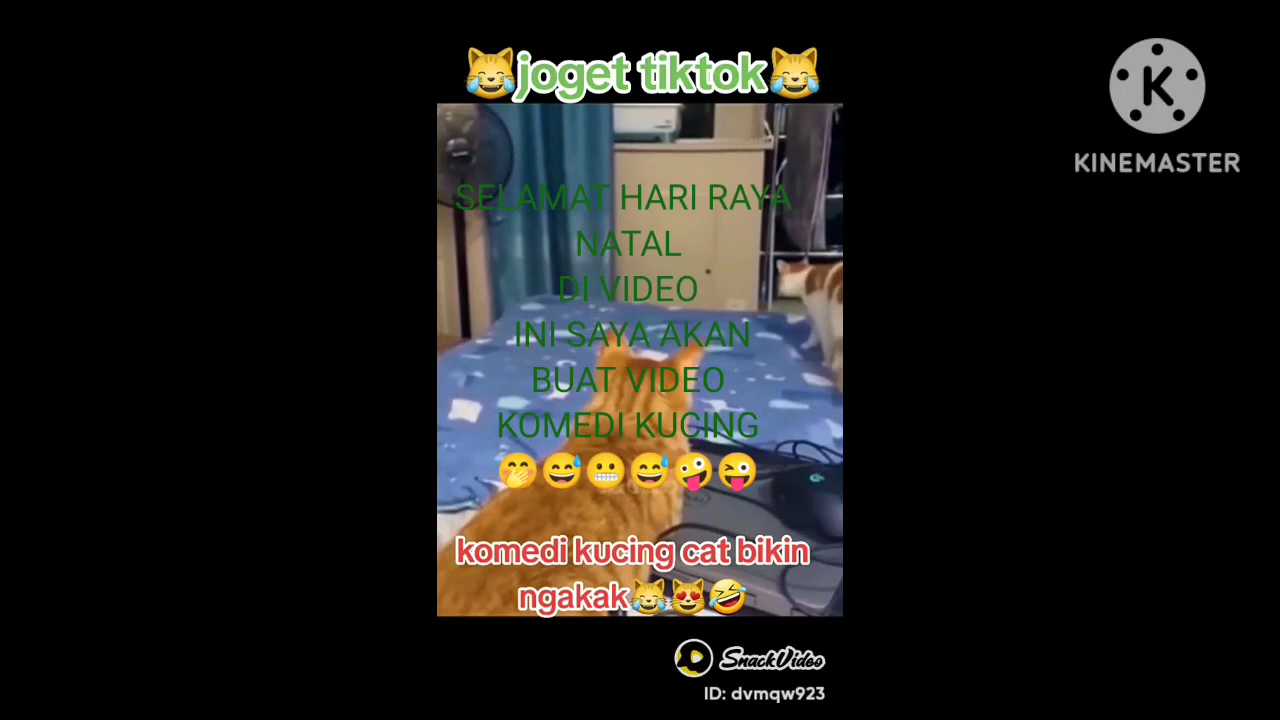 😹joget tiktok😹
KINEMASTER
SELAMAT HARI RAYA
NATAL
DI VIDEO
INI SAYA AKAN
BUAT VIDEO
KOMEDI KUCING
🤭😅😬😅🤪😜
komedi kucing cat bikin
ngakak😹😻🤣
SnackVideo
ID: dvmqw923